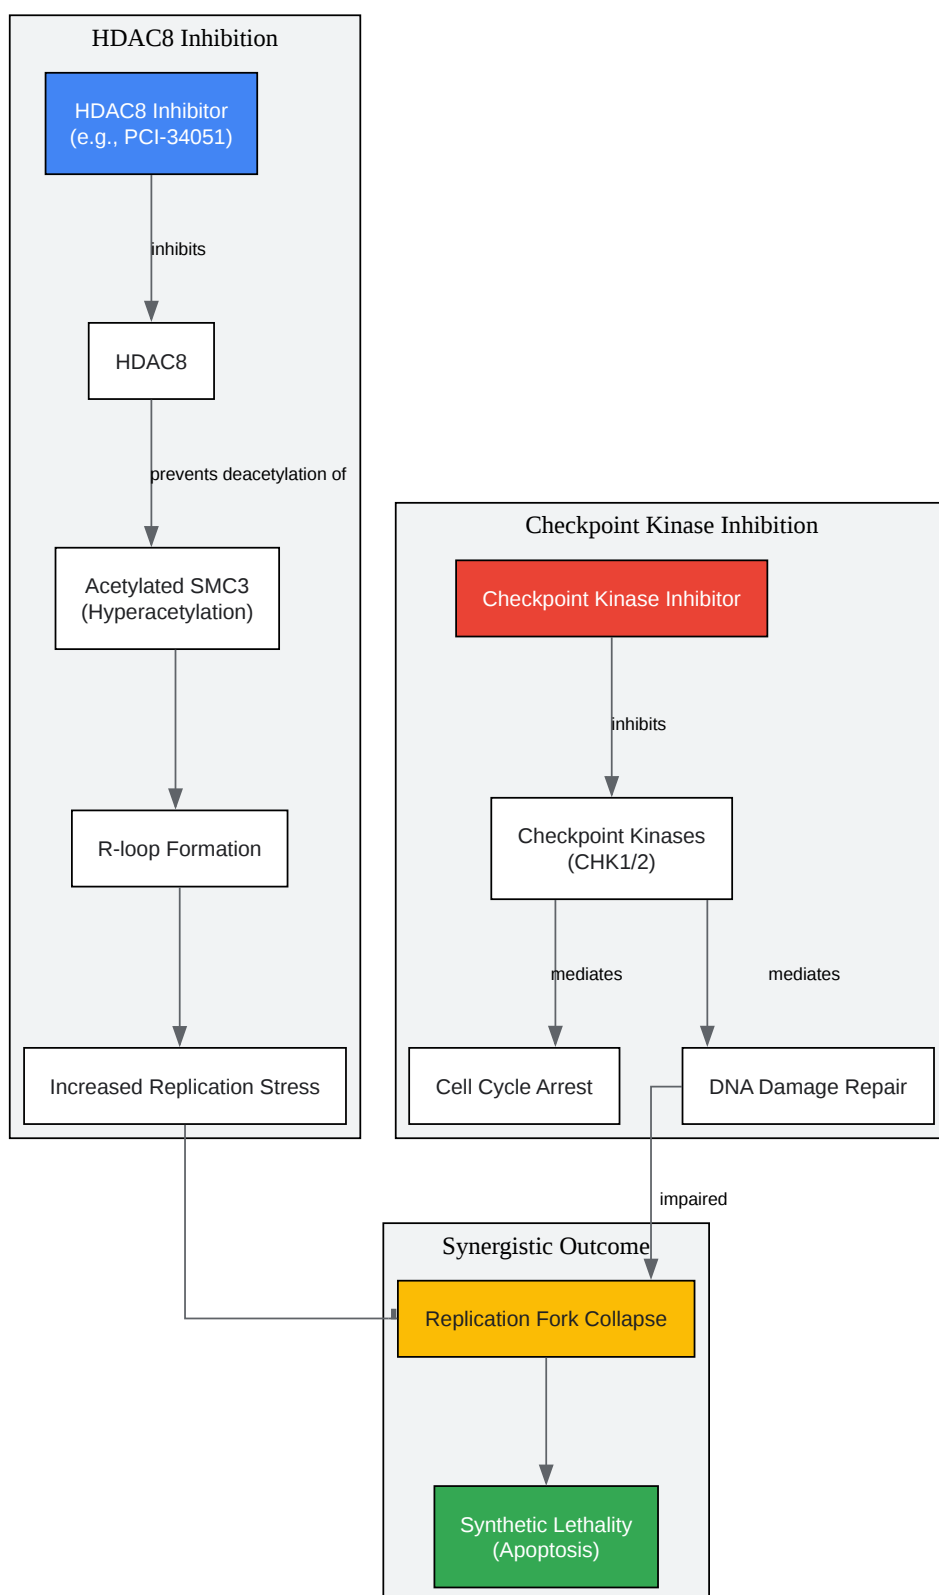 HDAC8 Inhibition
HDAC8 Inhibitor
(e.g., PCI-34051)
inhibits
HDAC8
prevents deacetylation of
Acetylated SMC3
(Hyperacetylation)
R-loop Formation
Increased Replication Stress
Checkpoint Kinase Inhibition
Checkpoint Kinase Inhibitor
inhibits
Checkpoint Kinases
(CHK1/2)
mediates
mediates
Cell Cycle Arrest
DNA Damage Repair
impaired
Synergistic Outcome
Replication Fork Collapse
Synthetic Lethality
(Apoptosis)